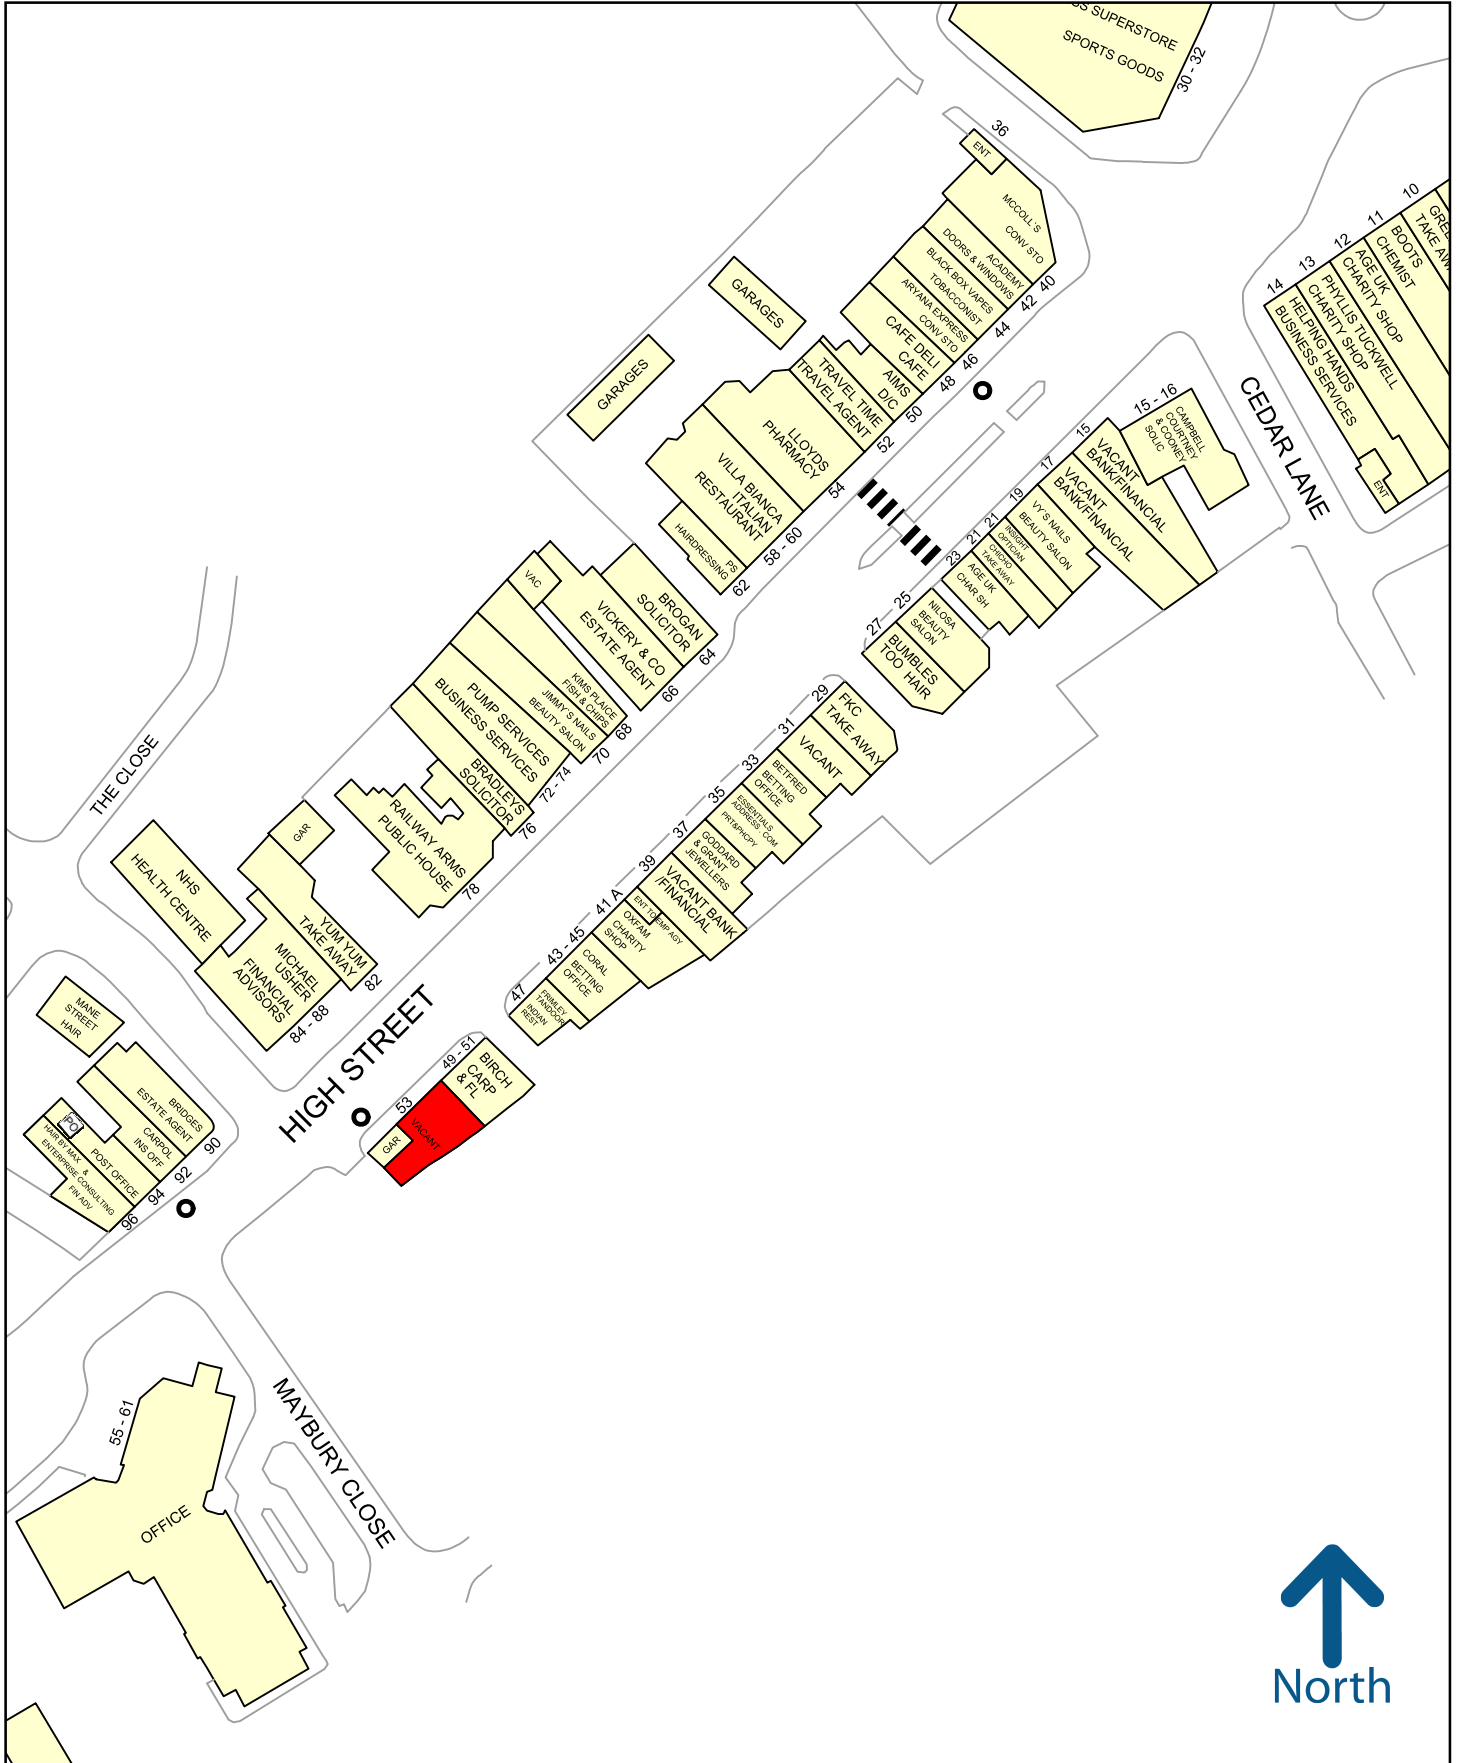 SUPERSTORE
SPORTS GOODS
30 - 32
36
ENT
MCCOLL'S
CONV STO
40
ACADEMY
DOORS & WINDOWS
42
BLACK BOX VAPES
TOBACCONIST
44
ARYANA EXPRESS
CONV STO
46
CAFE DELI
CAFE
48
AIMS
D/C
50
TRAVEL TIME
TRAVEL AGENT
52
LLOYDS
PHARMACY
54
VILLA BIANCA
ITALIAN
RESTAURANT
58 - 60
PS
HAIRDRESSING
62
GARAGES
GARAGES
BROGAN
SOLICITOR
64
VICKERY & CO
ESTATE AGENT
66
VAC
KIMS PLAICE
FISH & CHIPS
68
JIMMY'S NAILS
BEAUTY SALON
70
PUMP SERVICES
BUSINESS SERVICES
72 - 74
BRADLEYS
SOLICITOR
76
RAILWAY ARMS
PUBLIC HOUSE
78
GAR
YUM YUM
TAKE AWAY
82
MICHAEL
USHER
FINANCIAL
ADVISORS
84 - 88
NHS
HEALTH CENTRE
THE CLOSE
MANE
STREET
HAIR
BRIDGES
ESTATE AGENT
90
CARPOL
INS OFF
92
PO
POST OFFICE
94
HAIR BY MAX &
ENTERPRISE CONSULTING
FIN ADV
96
HIGH STREET
10
11
BOOTS
CHEMIST
12
AGE UK
CHARITY SHOP
13
PHYLLIS TUCKWELL
CHARITY SHOP
14
HELPING HANDS
BUSINESS SERVICES
ENT
CEDAR LANE
15 - 16
CAMPBELL
COURTNEY
& COONEY
SOLIC
15
VACANT
BANK/FINANCIAL
17
VACANT
BANK/FINANCIAL
19
VY'S NAILS
BEAUTY SALON
21
INSIGHT
OPTICIAN
21
CHICHO
TAKE AWAY
23
AGE UK
CHAR SH
25
NILOSA
BEAUTY
SALON
27
BUMBLES
TOO HAIR
29
FKC
TAKE AWAY
31
VACANT
33
BETFRED
BETTING
OFFICE
35
ESSENTIALS
ADDRESS . COM
PRT&PHCPY
37
GODDARD
& GRANT
JEWELLERS
39
VACANT BANK
/FINANCIAL
41 A
ENT TO EMP AGY
OXFAM
CHARITY
SHOP
43 - 45
CORAL
BETTING
OFFICE
47
FRIMLEY
TANDOOR
INDIAN
REST
49 - 51
BIRCH
CARP
& FL
53
VACANT
GAR
MAYBURY CLOSE
55 - 61
OFFICE
North